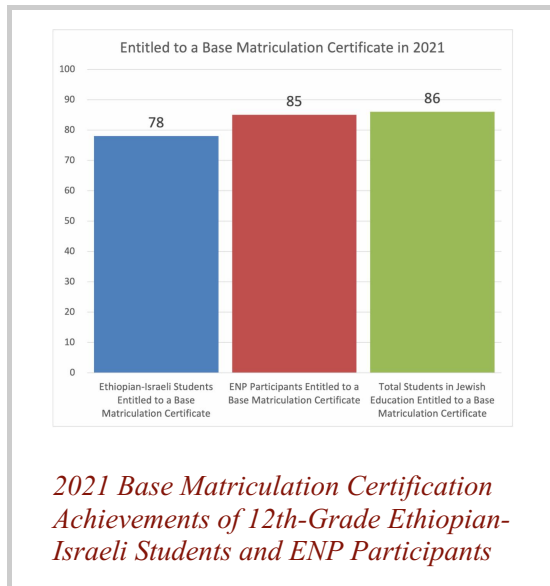 Entitled to a Base Matriculation Certificate in 2021
100
90
80
70
60
50
40
30
20
10
0
78
85
86
Ethiopian-Israeli Students
Entitled to a Base
Matriculation Certificate
ENP Participants Entitled to a
Base Matriculation Certificate
Total Students in Jewish
Education Entitled to a Base
Matriculation Certificate
2021 Base Matriculation Certification
Achievements of 12th-Grade Ethiopian-
Israeli Students and ENP Participants